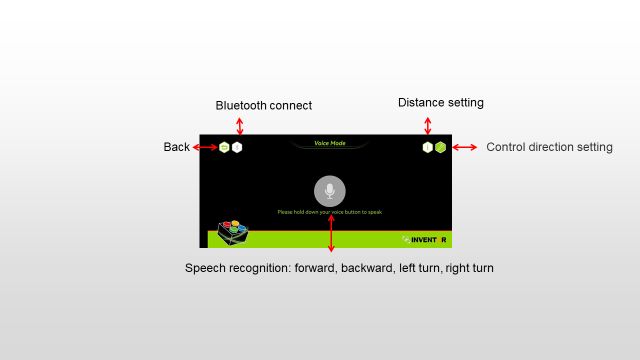 Bluetooth connect
Distance setting
Back
Voice Mode
Control direction setting
Please hold down your voice button to speak
INVENT R
Speech recognition: forward, backward, left turn, right turn